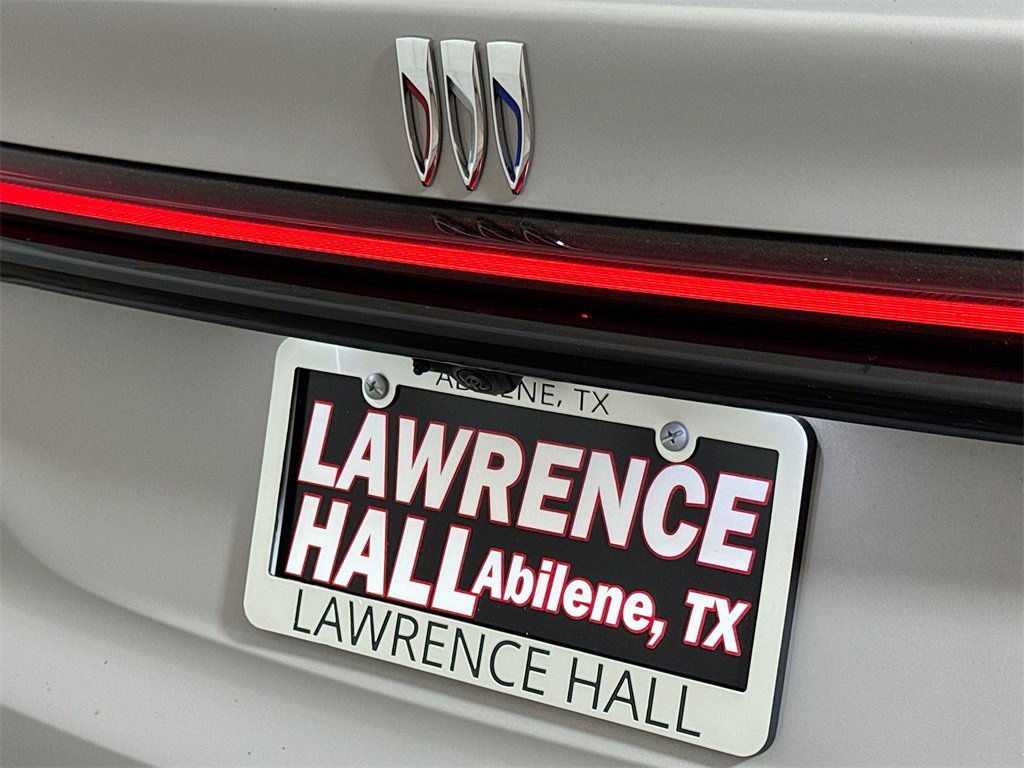 ABILENE, TX
LAWRENCE
HALL Abilene, TX
LAWRENCE HALL